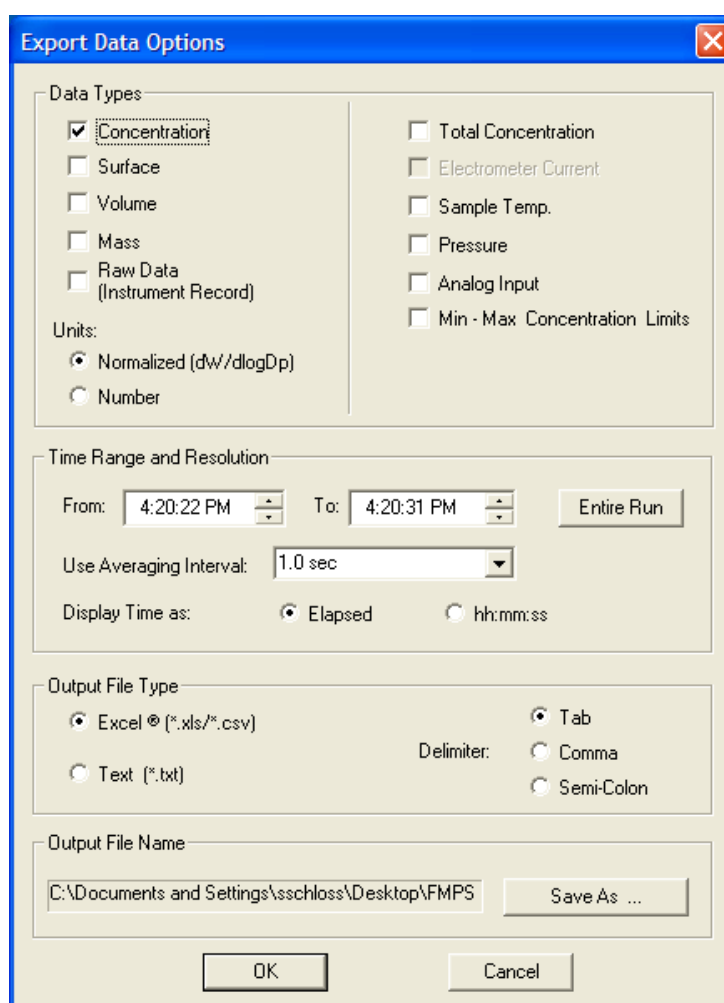 Export Data Options
Data Types
Concentration
Surface
Volume
Mass
Raw Data
(Instrument Record)
Units:
Normalized (dW/dlogDp)
Number
Total Concentration
Electrometer Current
Sample Temp.
Pressure
Analog Input
Min - Max Concentration Limits
Time Range and Resolution
From: 4:20:22 PM To: 4:20:31 PM Entire Run
Use Averaging Interval: 1.0 sec
Display Time as: Elapsed hh:mm:ss
Output File Type
Excel ® (*.xls/*.csv)
Text (*.txt)
Delimiter:
Tab
Comma
Semi-Colon
Output File Name
C:\Documents and Settings\sschloss\Desktop\FMPS Save As ...
OK Cancel